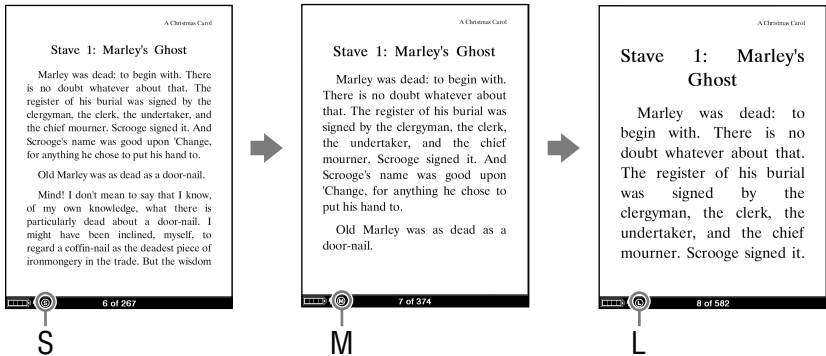 A Christmas Carol
Stave 1: Marley's Ghost
Marley was dead: to begin with. There
is no doubt whatever about that. The
register of his burial was signed by the
clergyman, the clerk, the undertaker, and
the chief mourner. Scrooge signed it. And
Scrooge's name was good upon 'Change,
for anything he chose to put his hand to.
Old Marley was as dead as a door-nail.
Mind! I don't mean to say that I know,
of my own knowledge, what there is
particularly dead about a door-nail. I
might have been inclined, myself, to
regard a coffin-nail as the deadest piece of
ironmongery in the trade. But the wisdom
S
6 of 267
S
A Christmas Carol
Stave 1: Marley's Ghost
Marley was dead: to begin with.
There is no doubt whatever about
that. The register of his burial was
signed by the clergyman, the clerk,
the undertaker, and the chief
mourner. Scrooge signed it. And
Scrooge's name was good upon
'Change, for anything he chose to
put his hand to.
Old Marley was as dead as a
door-nail.
M
7 of 374
M
A Christmas Carol
Stave 1: Marley's
Ghost
Marley was dead: to
begin with. There is no
doubt whatever about that.
The register of his burial
was signed by the
clergyman, the clerk, the
undertaker, and the chief
mourner. Scrooge signed it.
L
8 of 582
L